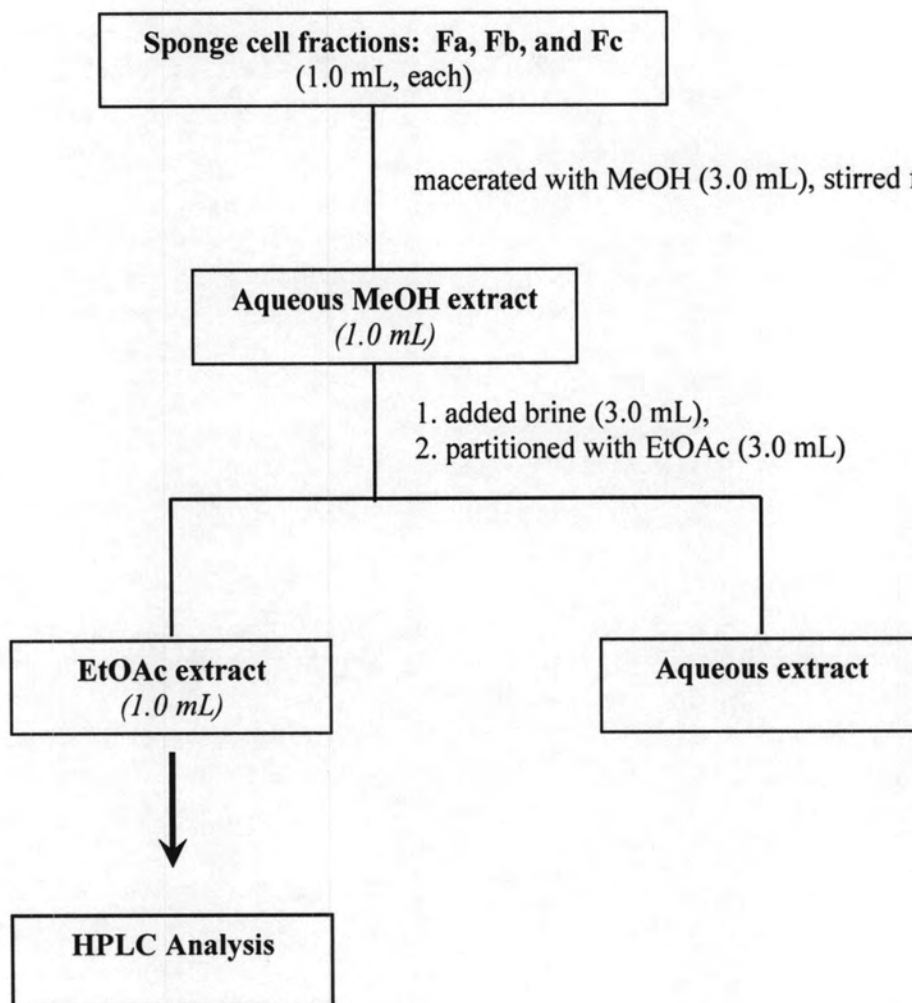 Sponge cell fractions: Fa, Fb, and Fc
(1.0 mL, each)
macerated with MeOH (3.0 mL), stirred
Aqueous MeOH extract
(1.0 mL)
1. added brine (3.0 mL),
2. partitioned with EtOAc (3.0 mL)
EtOAc extract
(1.0 mL)
Aqueous extract
HPLC Analysis